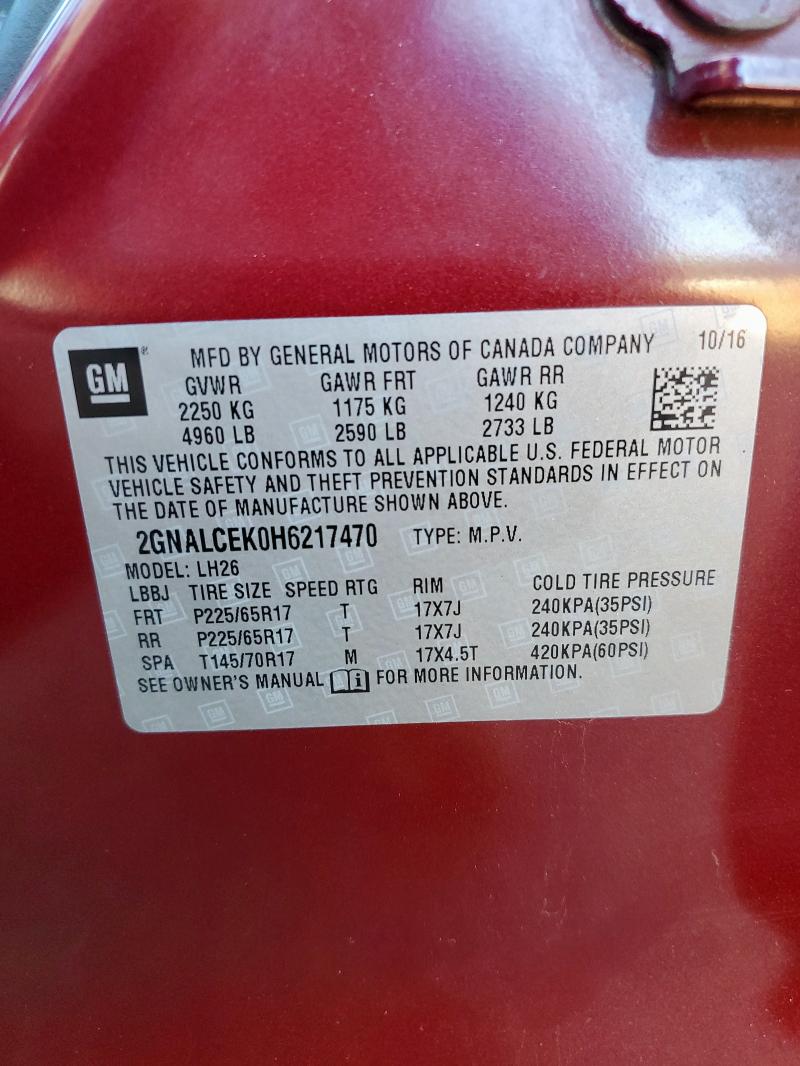 GM® MFD BY GENERAL MOTORS OF CANADA COMPANY 10/16
GVWR GAWR FRT GAWR RR
2250 KG 1175 KG 1240 KG
4960 LB 2590 LB 2733 LB
THIS VEHICLE CONFORMS TO ALL APPLICABLE U.S. FEDERAL MOTOR
VEHICLE SAFETY AND THEFT PREVENTION STANDARDS IN EFFECT ON
THE DATE OF MANUFACTURE SHOWN ABOVE.
2GNALCEK0H6217470 TYPE: M.P.V.
MODEL: LH26
LBBJ TIRE SIZE SPEED RTG RIM COLD TIRE PRESSURE
FRT P225/65R17 T 17X7J 240KPA(35PSI)
RR P225/65R17 T 17X7J 240KPA(35PSI)
SPA T145/70R17 M 17X4.5T 420KPA(60PSI)
SEE OWNER'S MANUAL i FOR MORE INFORMATION.